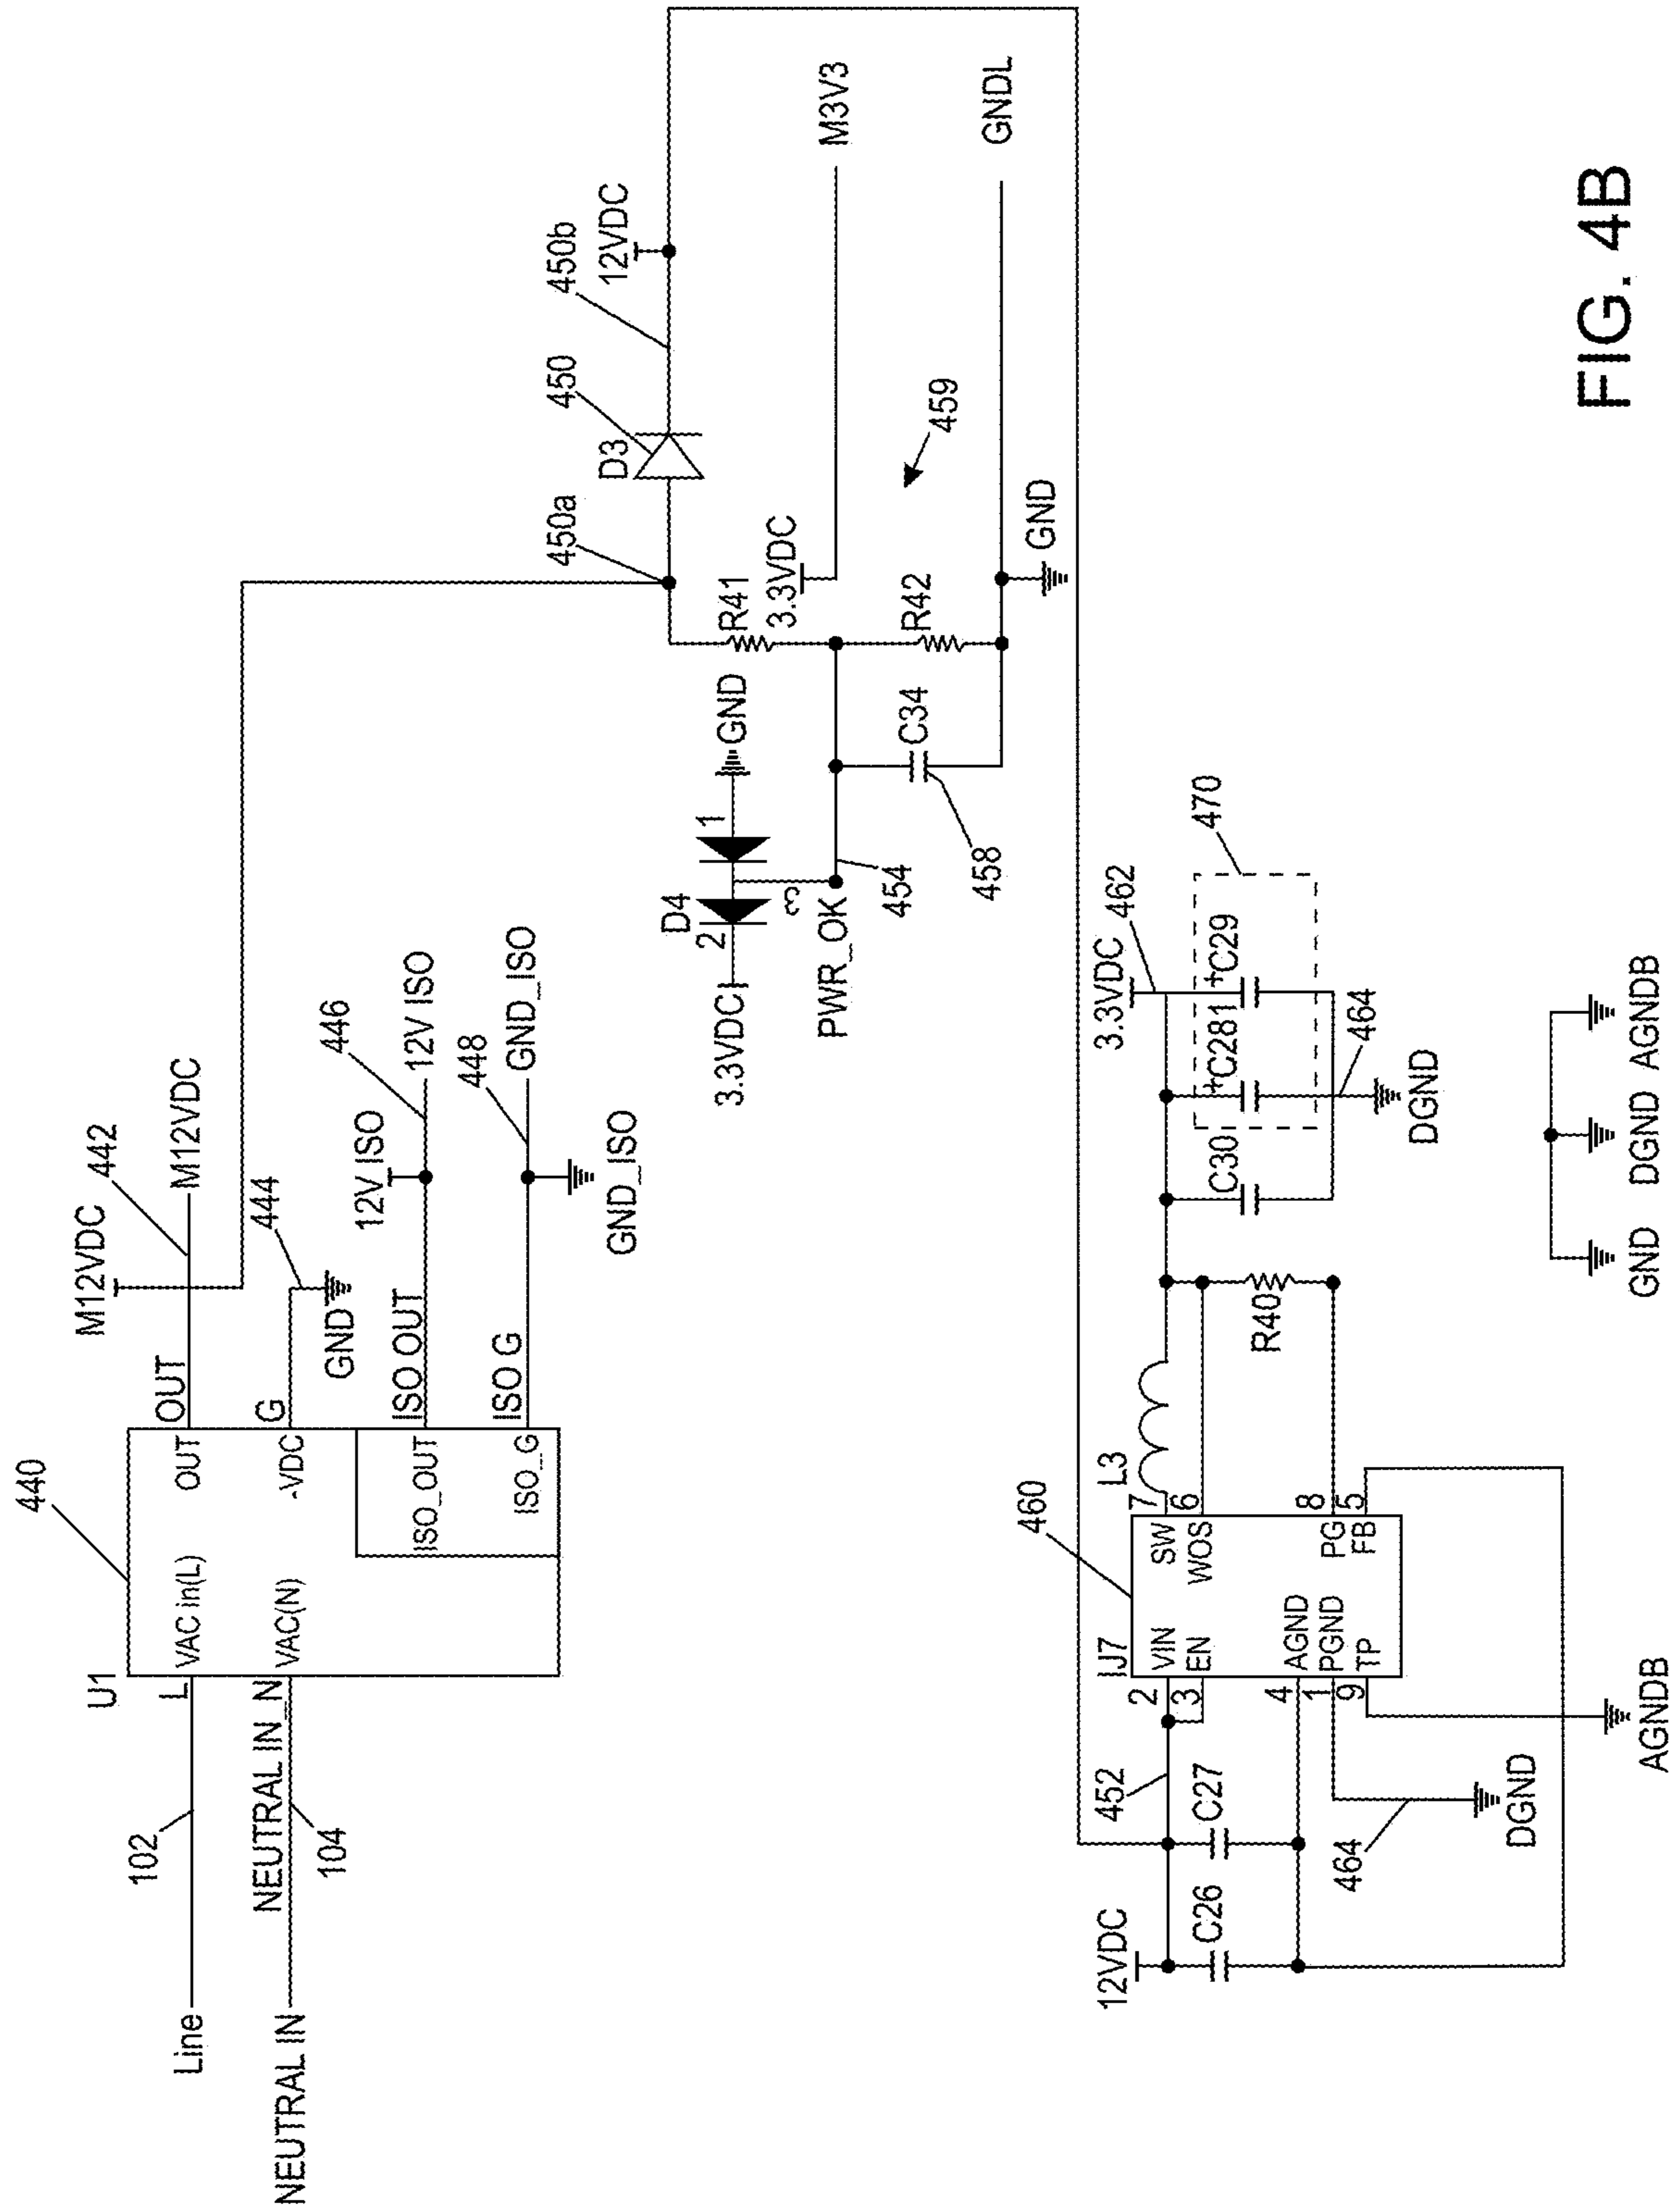 440
442
M12VDC
M12VDC
444
446
12V ISO
448
GND_ISO
U1
L
VAC in(L)
OUT
OUT
102
Line
NEUTRAL IN_N
VAC(N)
-VDC
G
GND
104
NEUTRAL IN
ISO_OUT
ISO OUT
12V ISO
ISO_G
ISO G
GND_ISO
450a
450
450b
D3
12VDC
R41
3.3VDC
M3V3
GND
1
D4
2
3
3.3VDC
PWR_OK
454
C34
458
R42
459
GNDL
GND
460
IJ7
L3
2
VIN
SW
7
3
EN
WOS
6
4
AGND
1
PGND
PG
8
9
TP
FB
5
452
12VDC
C26
C27
464
DGND
AGNDB
R40
C30
+C281
+C29
3.3VDC
462
470
464
DGND
GND
DGND
AGNDB
FIG. 4B